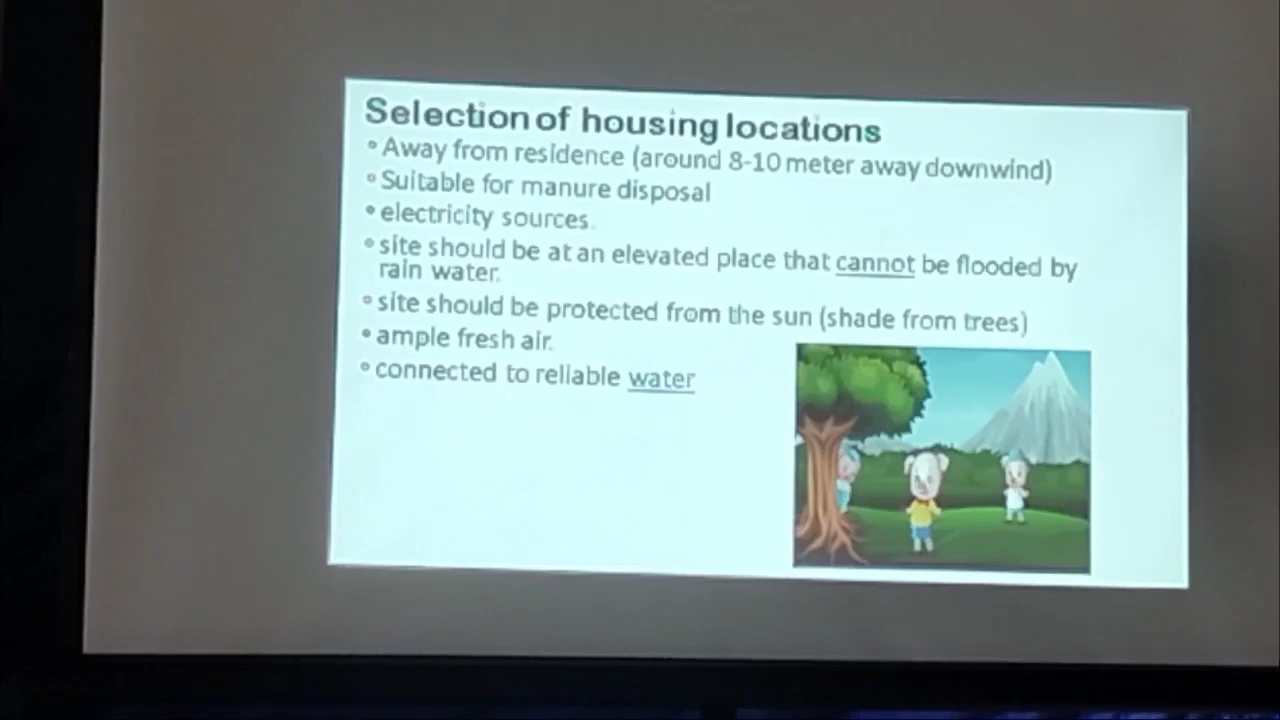 Selection of housing locations
° Away from residence (around 8-10 meter away downwind)
° Suitable for manure disposal
° electricity sources.
° site should be at an elevated place that cannot be flooded by
rain water.
° site should be protected from the sun (shade from trees)
° ample fresh air.
° connected to reliable water